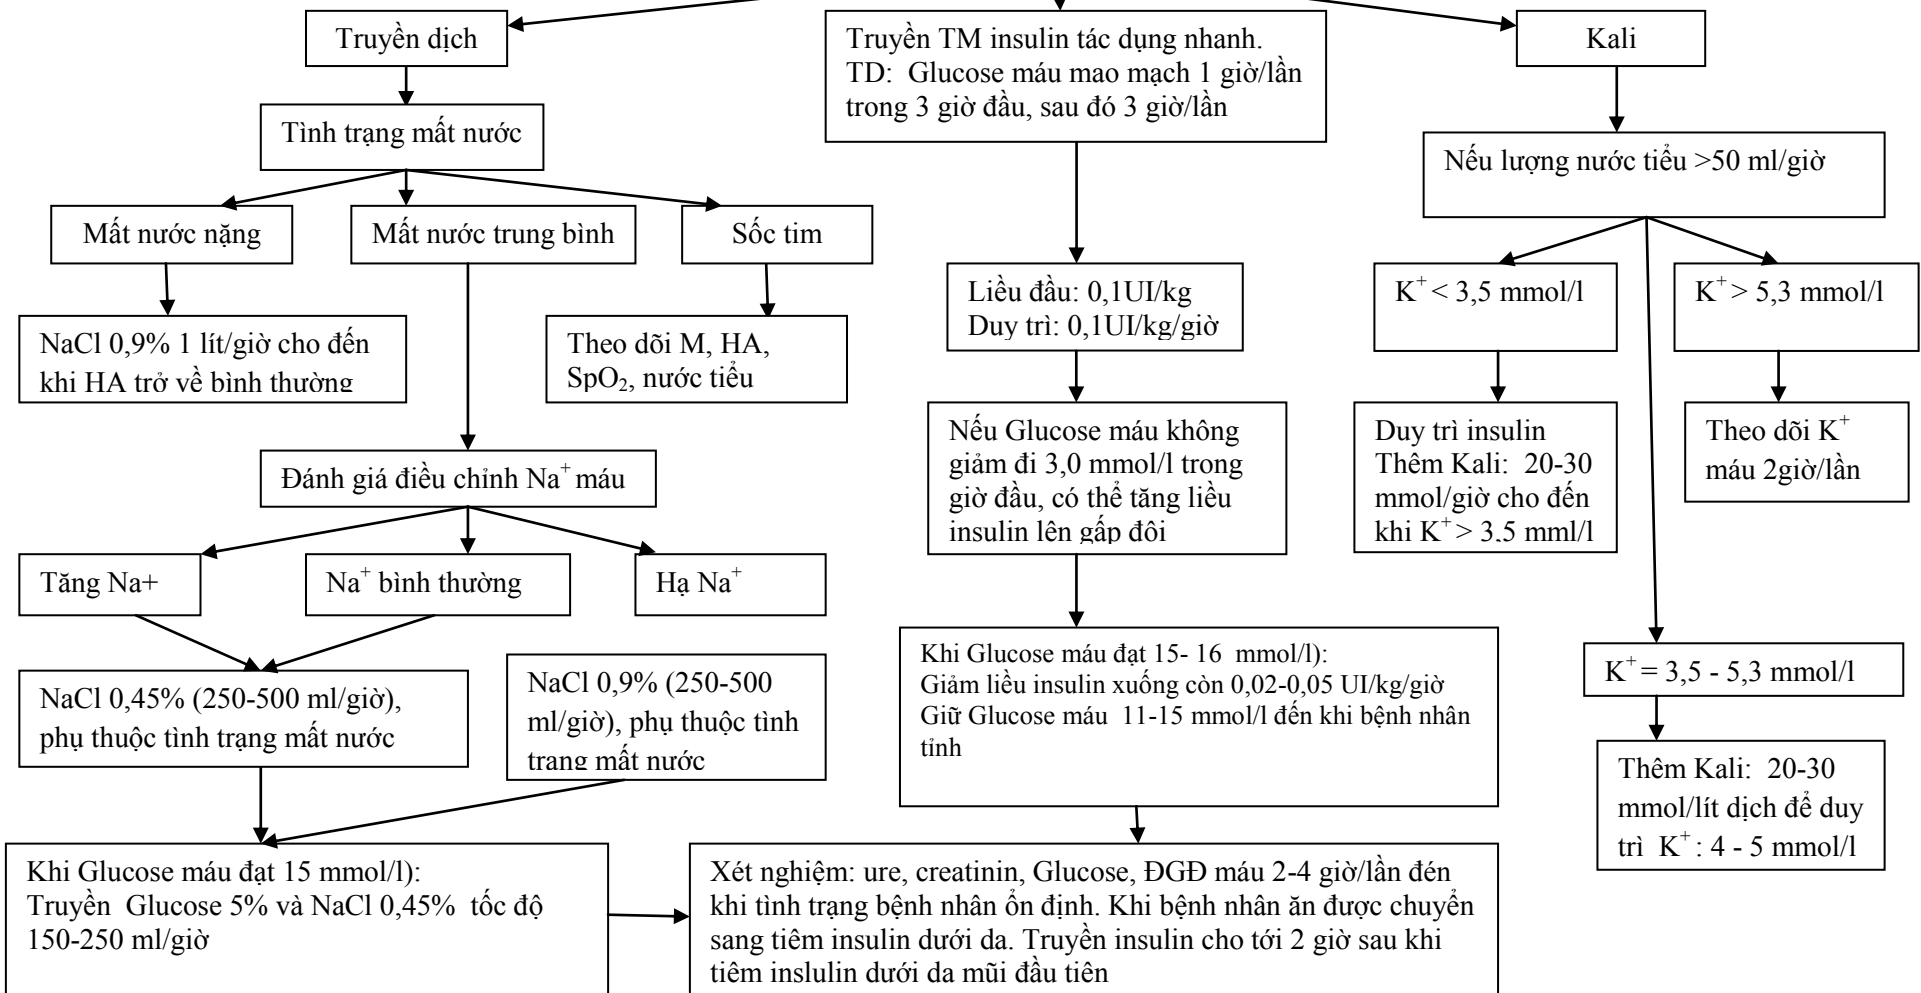 Truyền dịch
Tình trạng mất nước
Mất nước nặng
Mất nước trung bình
Sốc tim
NaCl 0,9% 1 lít/giờ cho đến
khi HA trở về bình thường
Theo dõi M, HA,
SpO₂, nước tiểu
Đánh giá điều chỉnh Na⁺ máu
Tăng Na+
Na⁺ bình thường
Hạ Na⁺
NaCl 0,45% (250-500 ml/giờ),
phụ thuộc tình trạng mất nước
NaCl 0,9% (250-500
ml/giờ), phụ thuộc tình
trạng mất nước
Khi Glucose máu đạt 15 mmol/l):
Truyền Glucose 5% và NaCl 0,45% tốc độ
150-250 ml/giờ
Truyền TM insulin tác dụng nhanh.
TD: Glucose máu mao mạch 1 giờ/lần
trong 3 giờ đầu, sau đó 3 giờ/lần
Liều đầu: 0,1UI/kg
Duy trì: 0,1UI/kg/giờ
Nếu Glucose máu không
giảm đi 3,0 mmol/l trong
giờ đầu, có thể tăng liều
insulin lên gấp đôi
Khi Glucose máu đạt 15- 16 mmol/l):
Giảm liều insulin xuống còn 0,02-0,05 UI/kg/giờ
Giữ Glucose máu 11-15 mmol/l đến khi bệnh nhân
tỉnh
Xét nghiệm: ure, creatinin, Glucose, ĐGĐ máu 2-4 giờ/lần đén
khi tình trạng bệnh nhân ổn định. Khi bệnh nhân ăn được chuyển
sang tiêm insulin dưới da. Truyền insulin cho tới 2 giờ sau khi
tiêm inslulin dưới da mũi đầu tiên
Kali
Nếu lượng nước tiểu >50 ml/giờ
K⁺ < 3,5 mmol/l
K⁺ > 5,3 mmol/l
Duy trì insulin
Thêm Kali: 20-30
mmol/giờ cho đến
khi K⁺ > 3,5 mml/l
Theo dõi K⁺
máu 2giờ/lần
K⁺ = 3,5 - 5,3 mmol/l
Thêm Kali: 20-30
mmol/lít dịch để duy
trì K⁺ : 4 - 5 mmol/l